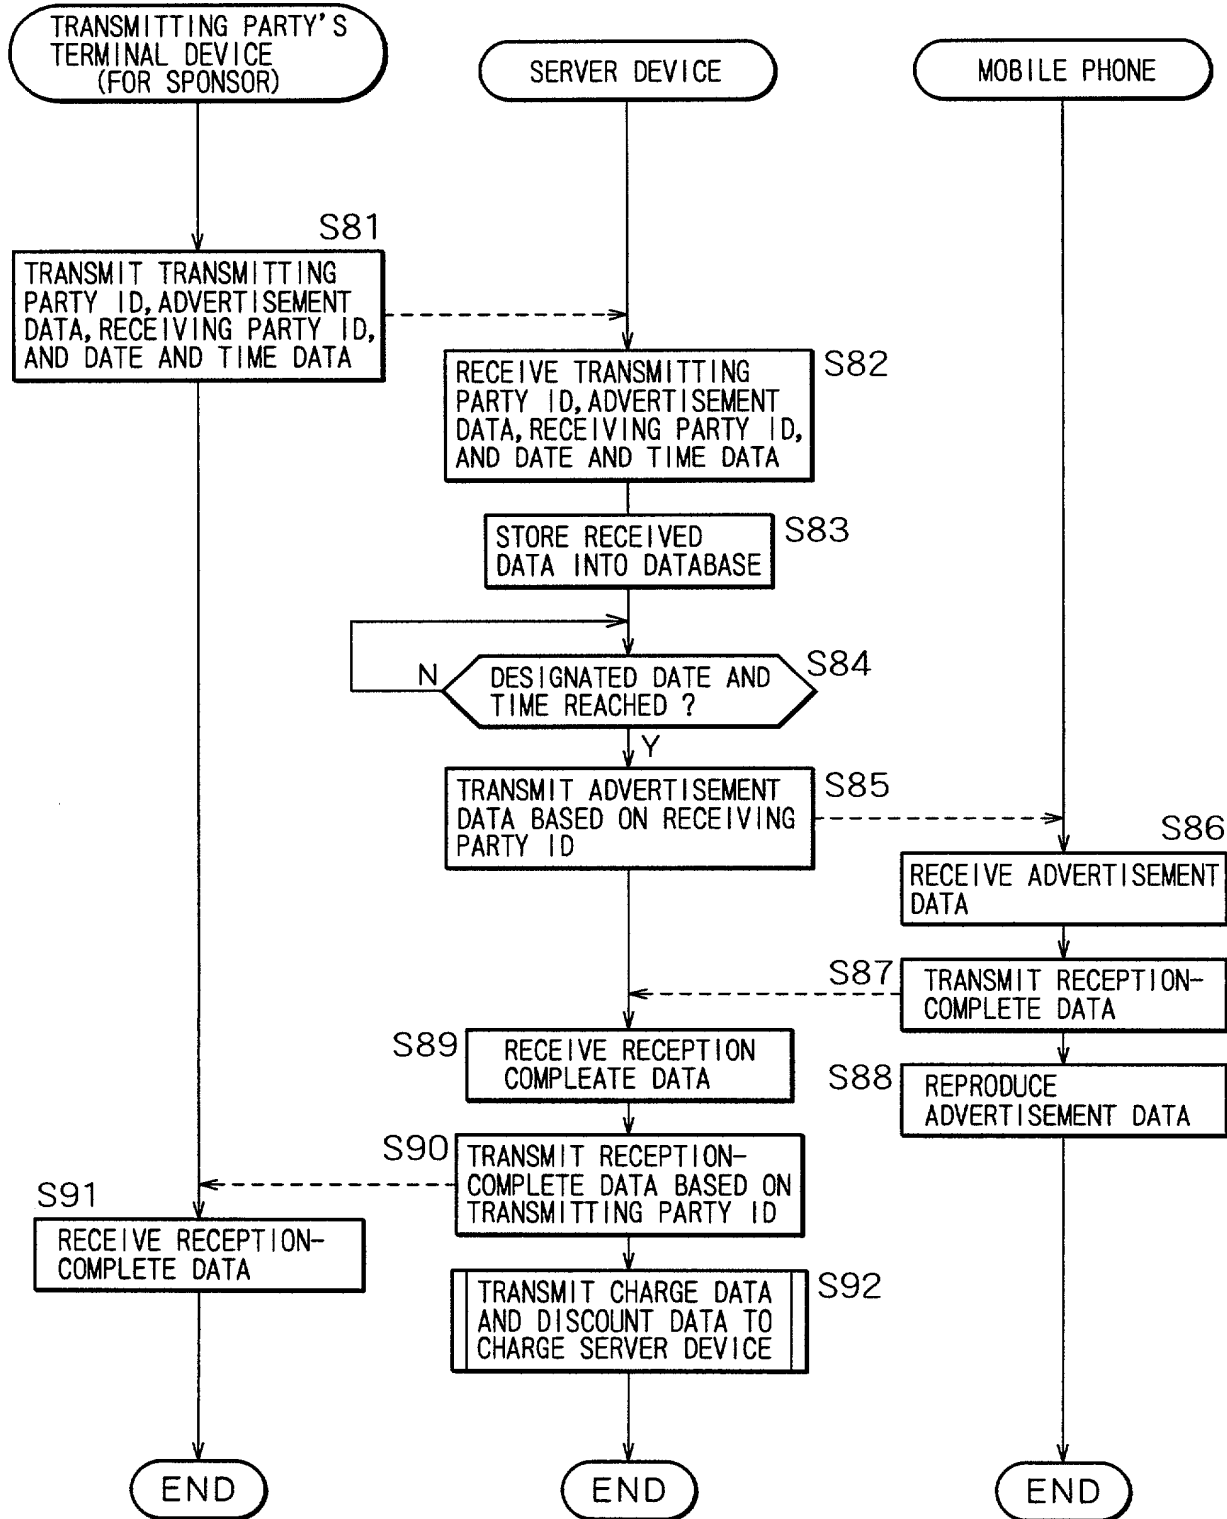 TRANSMITTING PARTY'S
TERMINAL DEVICE
(FOR SPONSOR)
SERVER DEVICE
MOBILE PHONE
S81
TRANSMIT TRANSMITTING
PARTY ID, ADVERTISEMENT
DATA, RECEIVING PARTY ID,
AND DATE AND TIME DATA
S82
RECEIVE TRANSMITTING
PARTY ID, ADVERTISEMENT
DATA, RECEIVING PARTY ID,
AND DATE AND TIME DATA
S83
STORE RECEIVED
DATA INTO DATABASE
S84
N
DESIGNATED DATE AND
TIME REACHED ?
Y
S85
TRANSMIT ADVERTISEMENT
DATA BASED ON RECEIVING
PARTY ID
S86
RECEIVE ADVERTISEMENT
DATA
S87
TRANSMIT RECEPTION-
COMPLETE DATA
S89
RECEIVE RECEPTION
COMPLEATE DATA
S88
REPRODUCE
ADVERTISEMENT DATA
S90
TRANSMIT RECEPTION-
COMPLETE DATA BASED ON
TRANSMITTING PARTY ID
S91
RECEIVE RECEPTION-
COMPLETE DATA
S92
TRANSMIT CHARGE DATA
AND DISCOUNT DATA TO
CHARGE SERVER DEVICE
END
END
END